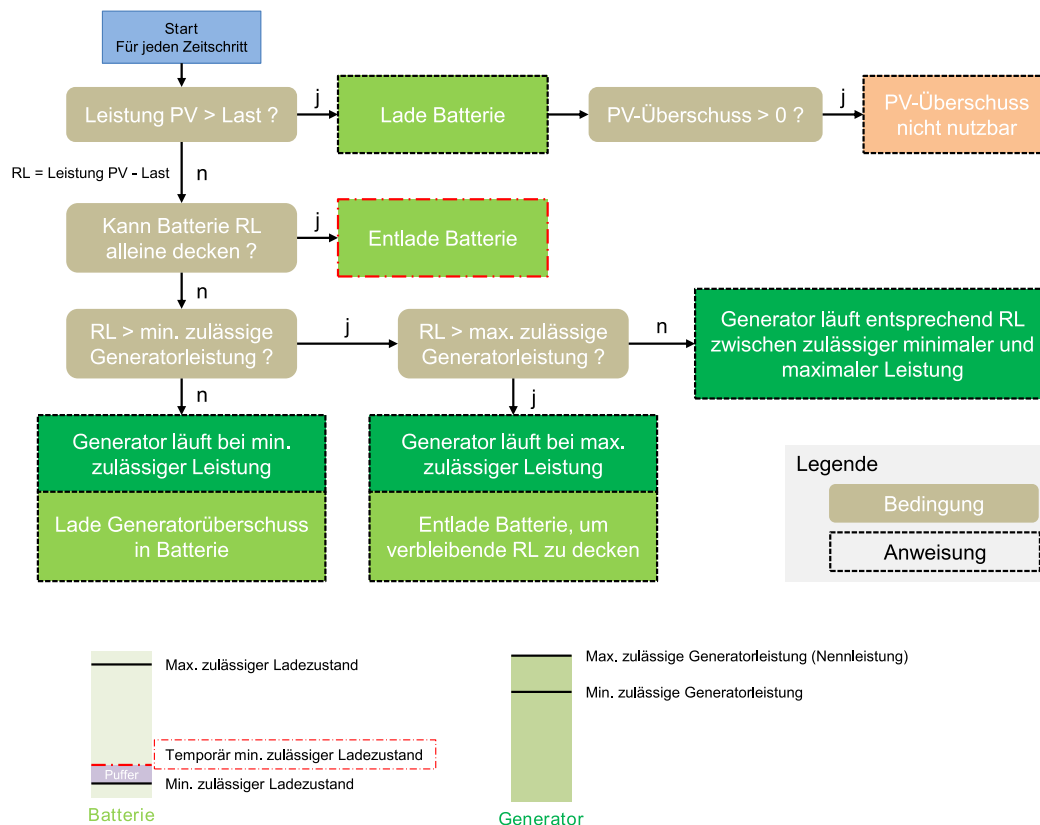 Start
Für jeden Zeitschritt
Leistung PV > Last ?
j
Lade Batterie
PV-Überschuss > 0 ?
j
PV-Überschuss
nicht nutzbar
RL = Leistung PV - Last
n
Kann Batterie RL
alleine decken ?
j
Entlade Batterie
n
RL > min. zulässige
Generatorleistung ?
j
RL > max. zulässige
Generatorleistung ?
n
Generator läuft entsprechend RL
zwischen zulässiger minimaler und
maximaler Leistung
n
j
Generator läuft bei min.
zulässiger Leistung
Lade Generatorüberschuss
in Batterie
Generator läuft bei max.
zulässiger Leistung
Entlade Batterie, um
verbleibende RL zu decken
Legende
Bedingung
Anweisung
Max. zulässiger Ladezustand
Temporär min. zulässiger Ladezustand
Puffer
Min. zulässiger Ladezustand
Batterie
Max. zulässige Generatorleistung (Nennleistung)
Min. zulässige Generatorleistung
Generator